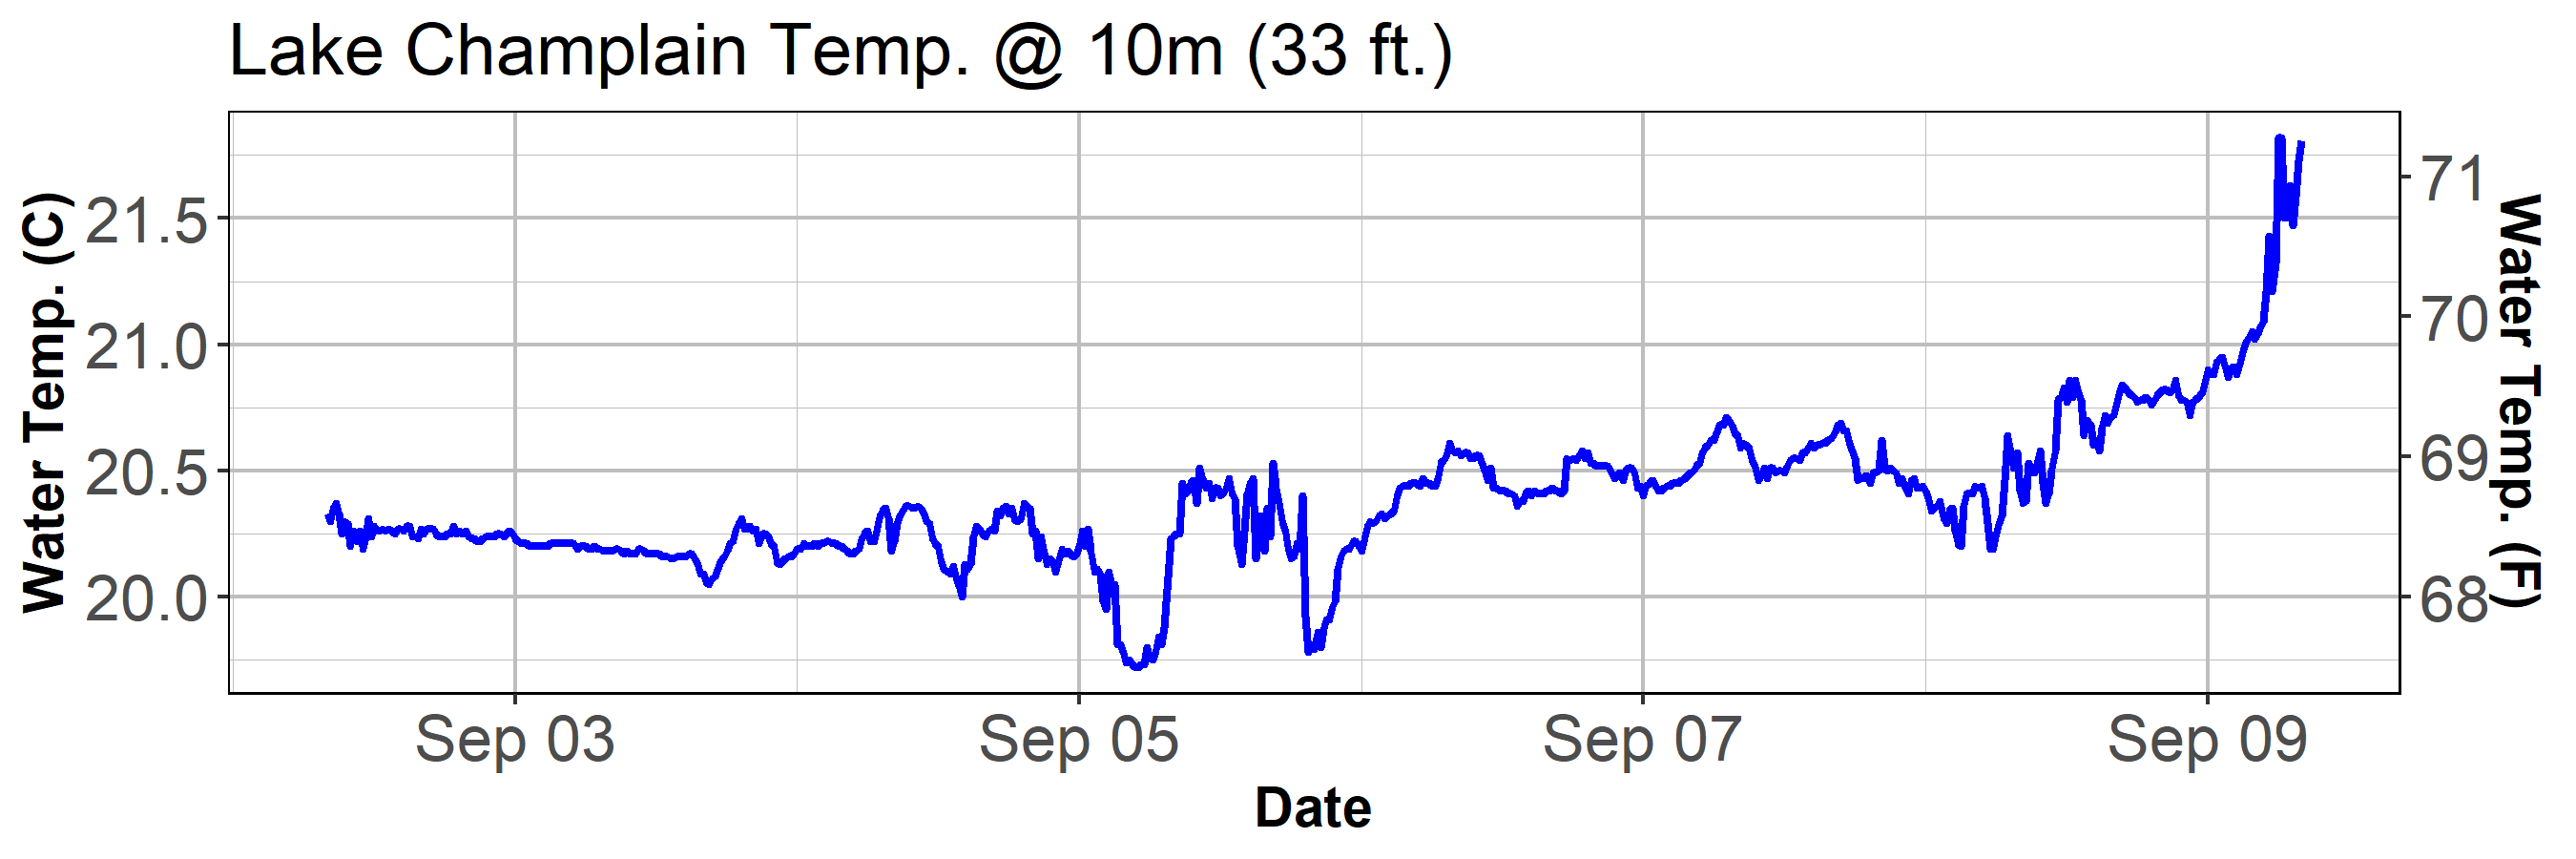 Lake Champlain Temp. @ 10m (33 ft.)
Water Temp. (C)
21.5
21.0
20.5
20.0
71
70
69
68
Water Temp. (F)
Sep 03 Sep 05 Sep 07 Sep 09
Date